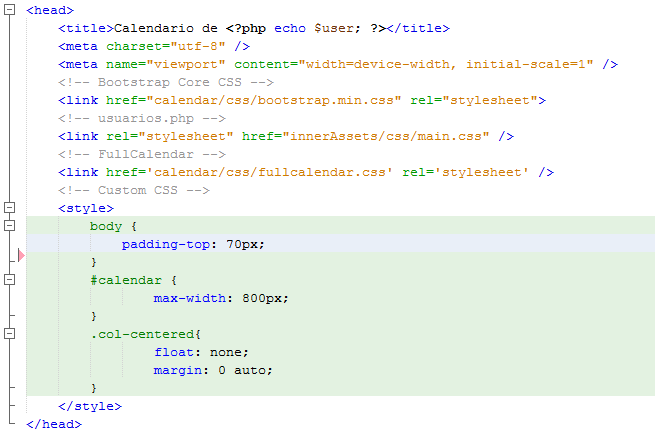 <head>
    <title>Calendario de <?php echo $user; ?></title>
    <meta charset="utf-8" />
    <meta name="viewport" content="width=device-width, initial-scale=1" />
    <!-- Bootstrap Core CSS -->
    <link href="calendar/css/bootstrap.min.css" rel="stylesheet">
    <!-- usuarios.php -->
    <link rel="stylesheet" href="innerAssets/css/main.css" />
    <!-- FullCalendar -->
    <link href='calendar/css/fullcalendar.css' rel='stylesheet' />
    <!-- Custom CSS -->
    <style>
        body {
            padding-top: 70px;
        }
        #calendar {
                max-width: 800px;
        }
        .col-centered{
                float: none;
                margin: 0 auto;
        }
    </style>
</head>